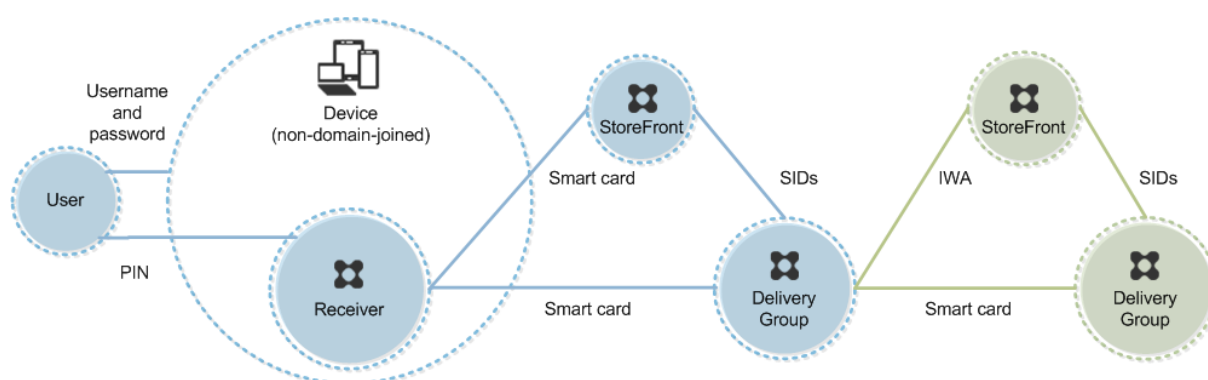 Username
and
password
Device
(non-domain-joined)
User
PIN
Receiver
StoreFront
Smart card
SIDs
Smart card
Delivery
Group
StoreFront
IWA
SIDs
Smart card
Delivery
Group